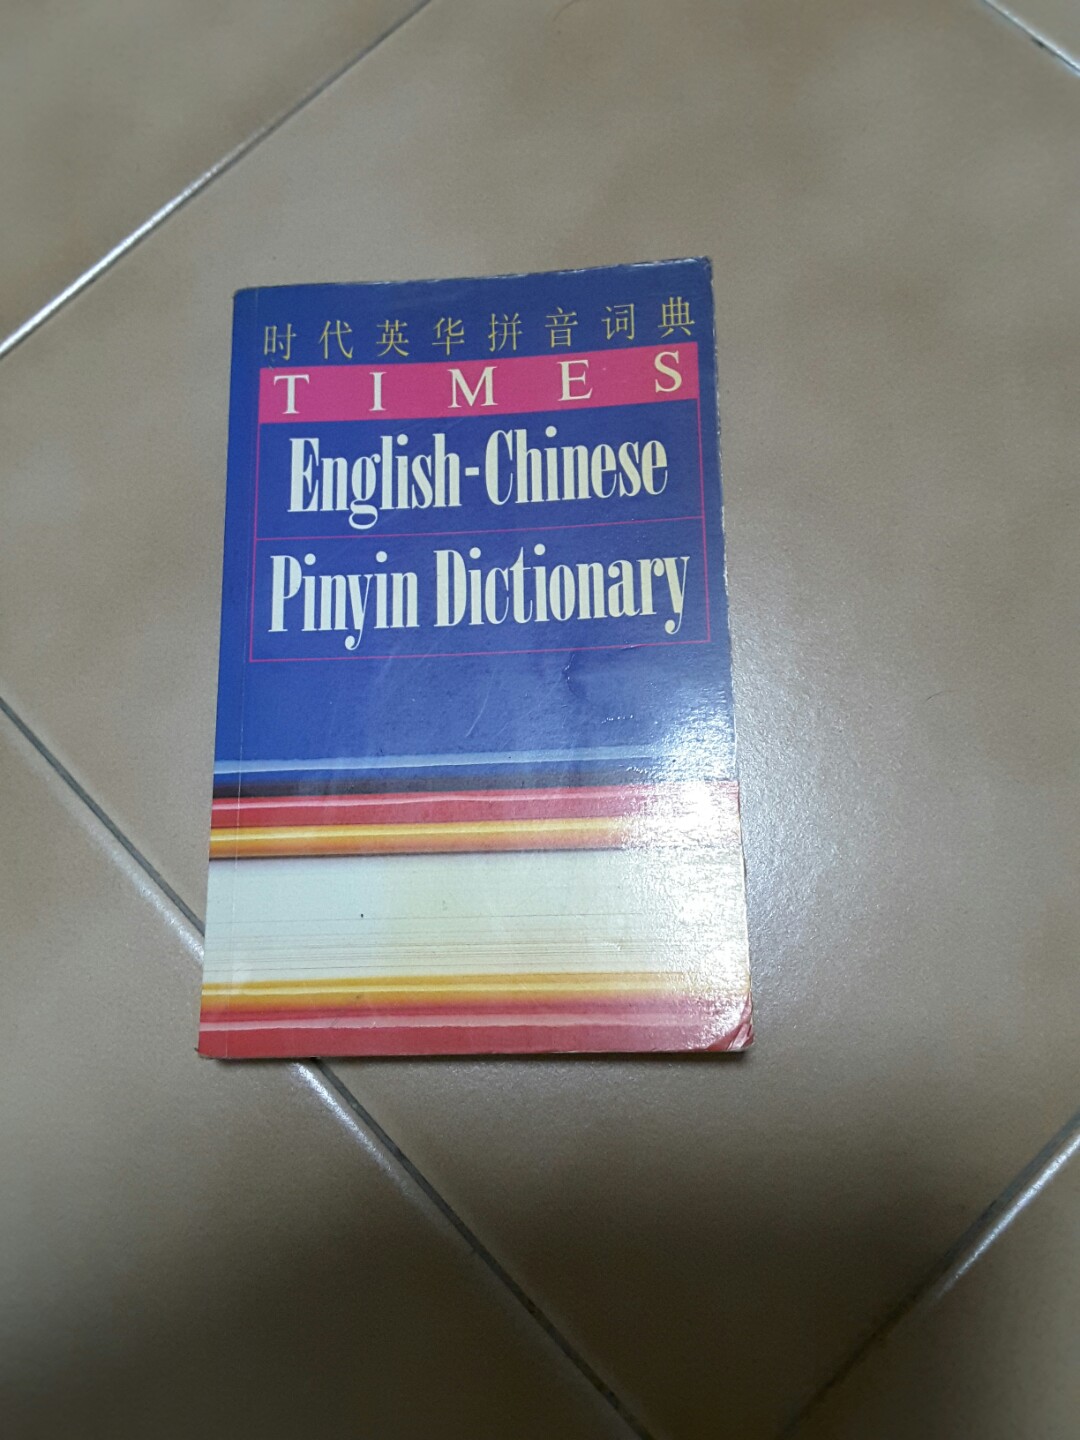 时代英华拼音词典
TIMES
English-Chinese
Pinyin Dictionary